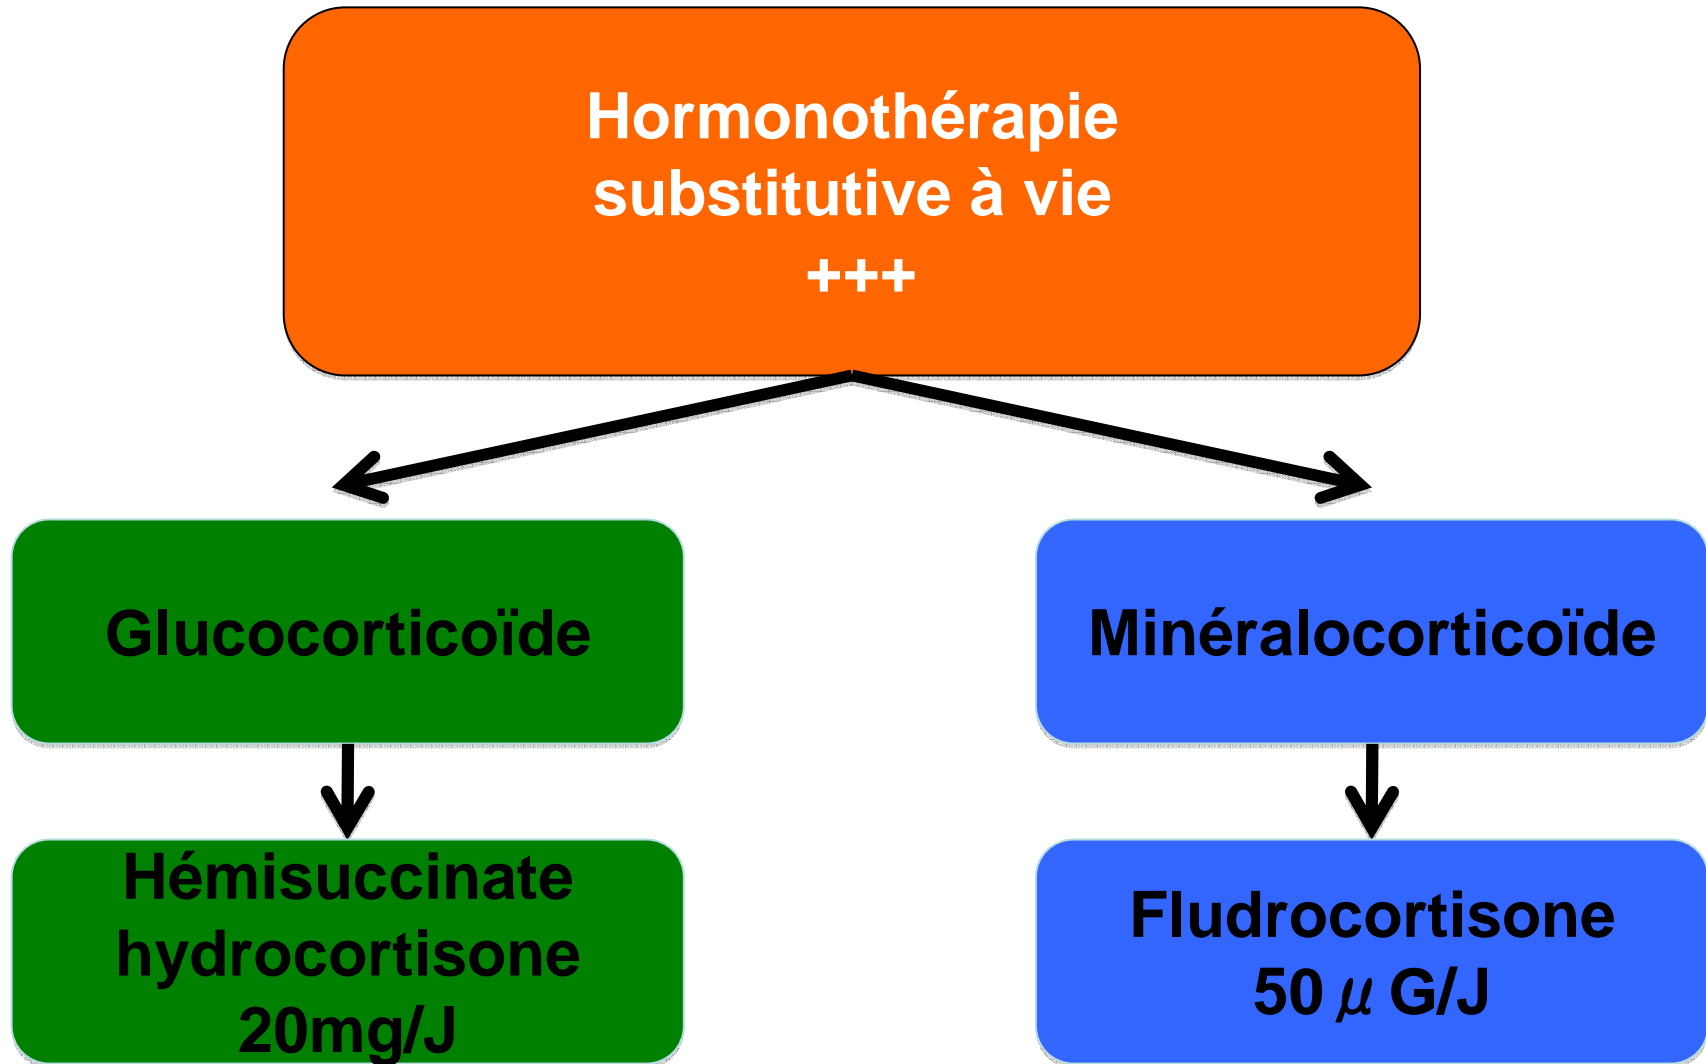 Hormonothérapie
substitutive à vie
+++
Glucocorticoïde
Minéralocorticoïde
Hémisuccinate
hydrocortisone
20mg/J
Fludrocortisone
50 μ G/J